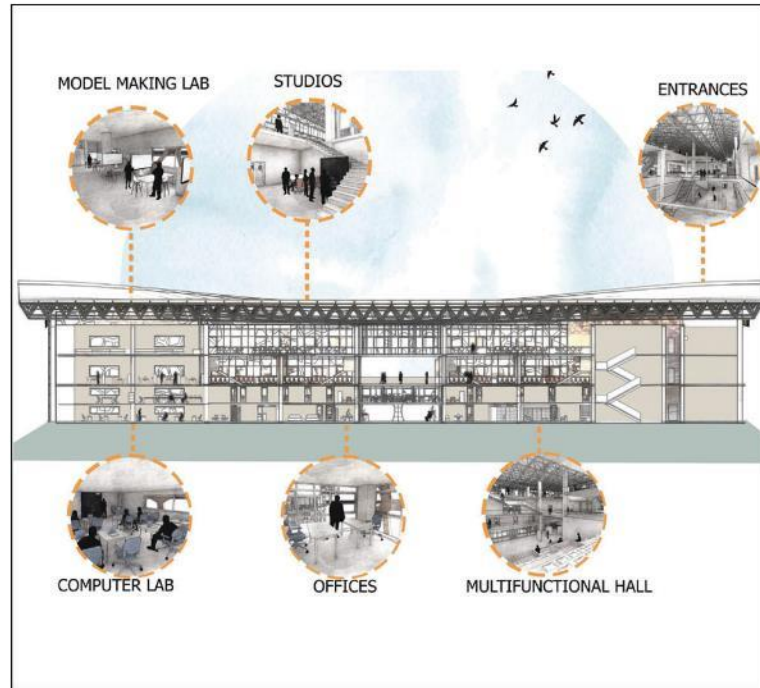 MODEL MAKING LAB
STUDIOS
ENTRANCES
COMPUTER LAB
OFFICES
MULTIFUNCTIONAL HALL